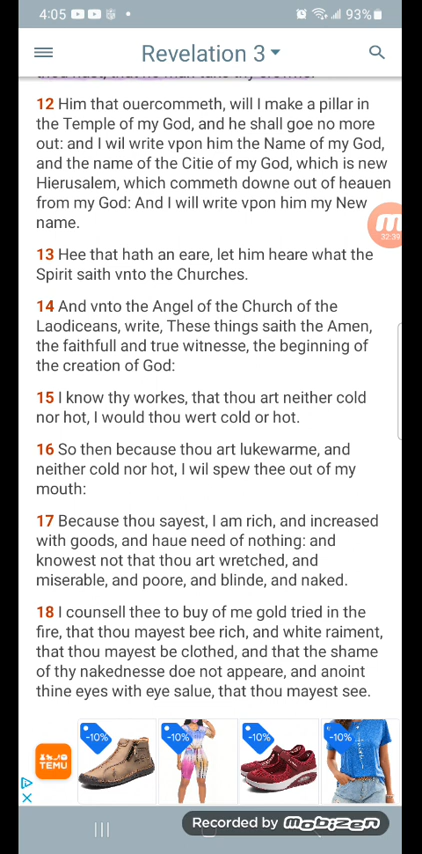 4:05 93%
Revelation 3
thou hast, that no man take thy crowne.
12 Him that ouercommeth, will I make a pillar in
the Temple of my God, and he shall goe no more
out: and I wil write vpon him the Name of my God,
and the name of the Citie of my God, which is new
Hierusalem, which commeth downe out of heauen
from my God: And I will write vpon him my New
name.
32:39
13 Hee that hath an eare, let him heare what the
Spirit saith vnto the Churches.
14 And vnto the Angel of the Church of the
Laodiceans, write, These things saith the Amen,
the faithfull and true witnesse, the beginning of
the creation of God:
15 I know thy workes, that thou art neither cold
nor hot, I would thou wert cold or hot.
16 So then because thou art lukewarme, and
neither cold nor hot, I wil spew thee out of my
mouth:
17 Because thou sayest, I am rich, and increased
with goods, and haue need of nothing: and
knowest not that thou art wretched, and
miserable, and poore, and blinde, and naked.
18 I counsell thee to buy of me gold tried in the
fire, that thou mayest bee rich, and white raiment,
that thou mayest be clothed, and that the shame
of thy nakednesse doe not appeare, and anoint
thine eyes with eye salue, that thou mayest see.
-10% -10% -10% -10%
TEMU
Recorded by mobizen